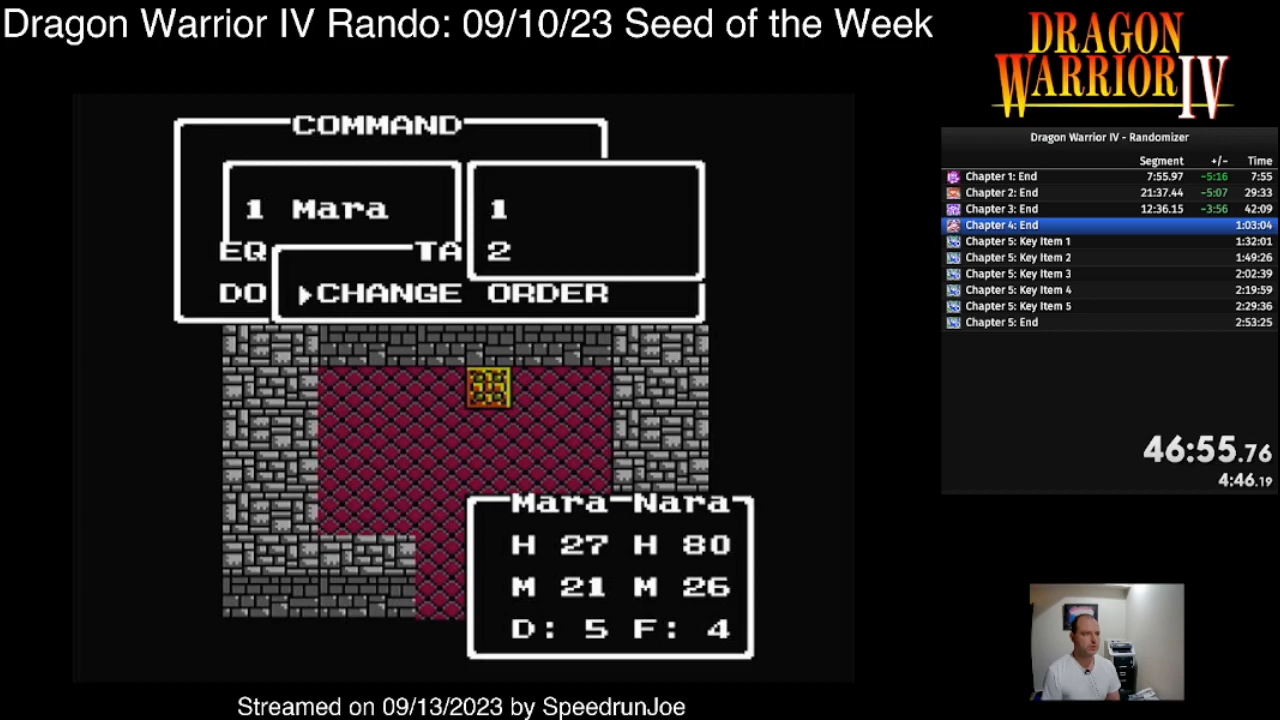 Dragon Warrior IV Rando: 09/10/23 Seed of the Week
DRAGON
WARRIOR IV
Dragon Warrior IV - Randomizer
Segment +/- Time
Chapter 1: End 7:55.97 -5:16 7:55
Chapter 2: End 21:37.44 -5:07 29:33
Chapter 3: End 12:36.15 -3:56 42:09
Chapter 4: End 1:03:04
Chapter 5: Key Item 1 1:32:01
Chapter 5: Key Item 2 1:49:26
Chapter 5: Key Item 3 2:02:39
Chapter 5: Key Item 4 2:19:59
Chapter 5: Key Item 5 2:29:36
Chapter 5: End 2:53:25
46:55.76
4:46.19
COMMAND
1 Mara 1
EQ TA 2
DO CHANGE ORDER
Mara Nara
H 27 H 80
M 21 M 26
D: 5 F: 4
Streamed on 09/13/2023 by SpeedrunJoe